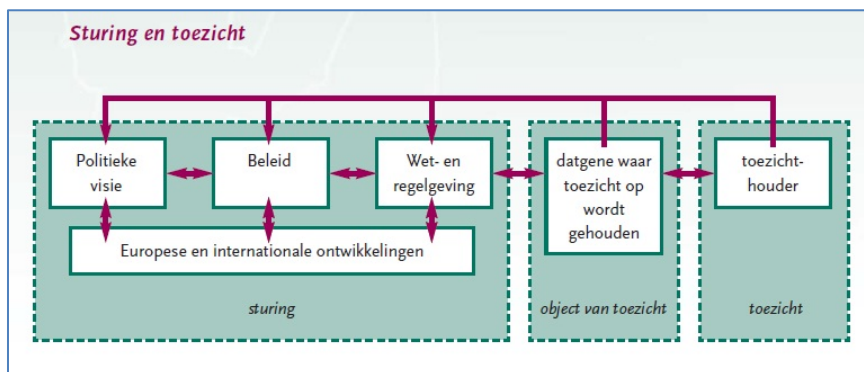 Sturing en toezicht
Politieke
visie
Beleid
Wet- en
regelgeving
datgene waar
toezicht op
wordt
gehouden
toezicht-
houder
Europese en internationale ontwikkelingen
sturing
object van toezicht
toezicht